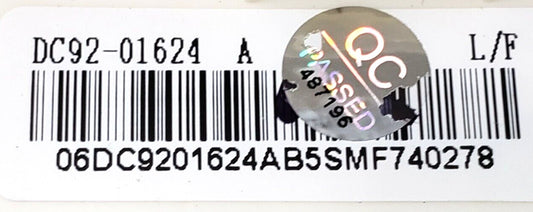 DC92-01624 A L/F
QC
PASSED
487196
06DC9201624AB5SMF740278